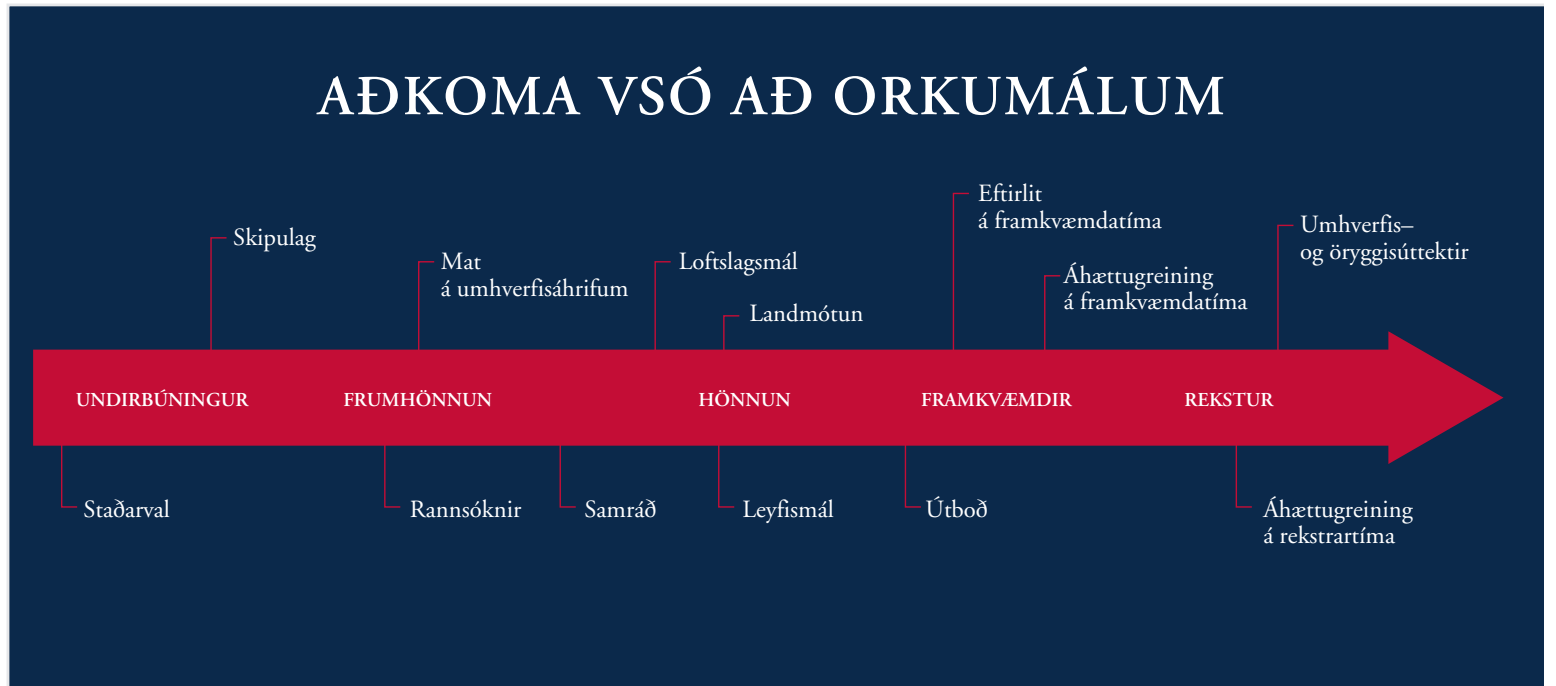 AÐKOMA VSÓ AÐ ORKUMÁLUM
Skipulag
Mat
á umhverfisáhrifum
Loftslagsmál
Landmótun
Eftirlit
á framkvæmdatíma
Áhættugreining
á framkvæmdatíma
Umhverfis–
og öryggisúttektir
UNDIRBÚNINGUR
FRUMHÖNNUN
HÖNNUN
FRAMKVÆMDIR
REKSTUR
Staðarval
Rannsóknir
Samráð
Leyfismál
Útboð
Áhættugreining
á rekstrartíma